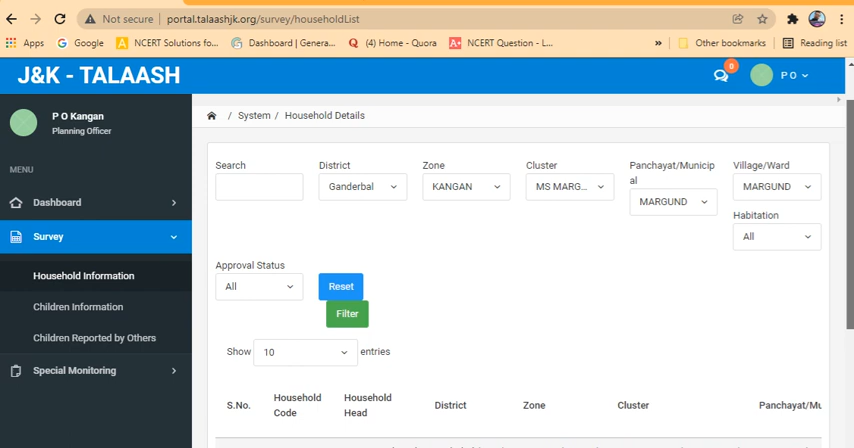 Not secure | portal.talaashjk.org/survey/householdList
Apps Google NCERT Solutions fo... Dashboard | Genera... (4) Home - Quora NCERT Question - L... » Other bookmarks Reading list
J&K - TALAASH 0 P O
P O Kangan
Planning Officer
MENU
Dashboard
Survey
Household Information
Children Information
Children Reported by Others
Special Monitoring
/ System / Household Details
Search District Zone Cluster Panchayat/Municip
al Village/Ward
Ganderbal KANGAN MS MARG... MARGUND MARGUND
Habitation
All
Approval Status
All Reset
Filter
Show 10 entries
S.No. Household
Code Household
Head District Zone Cluster Panchayat/Mu